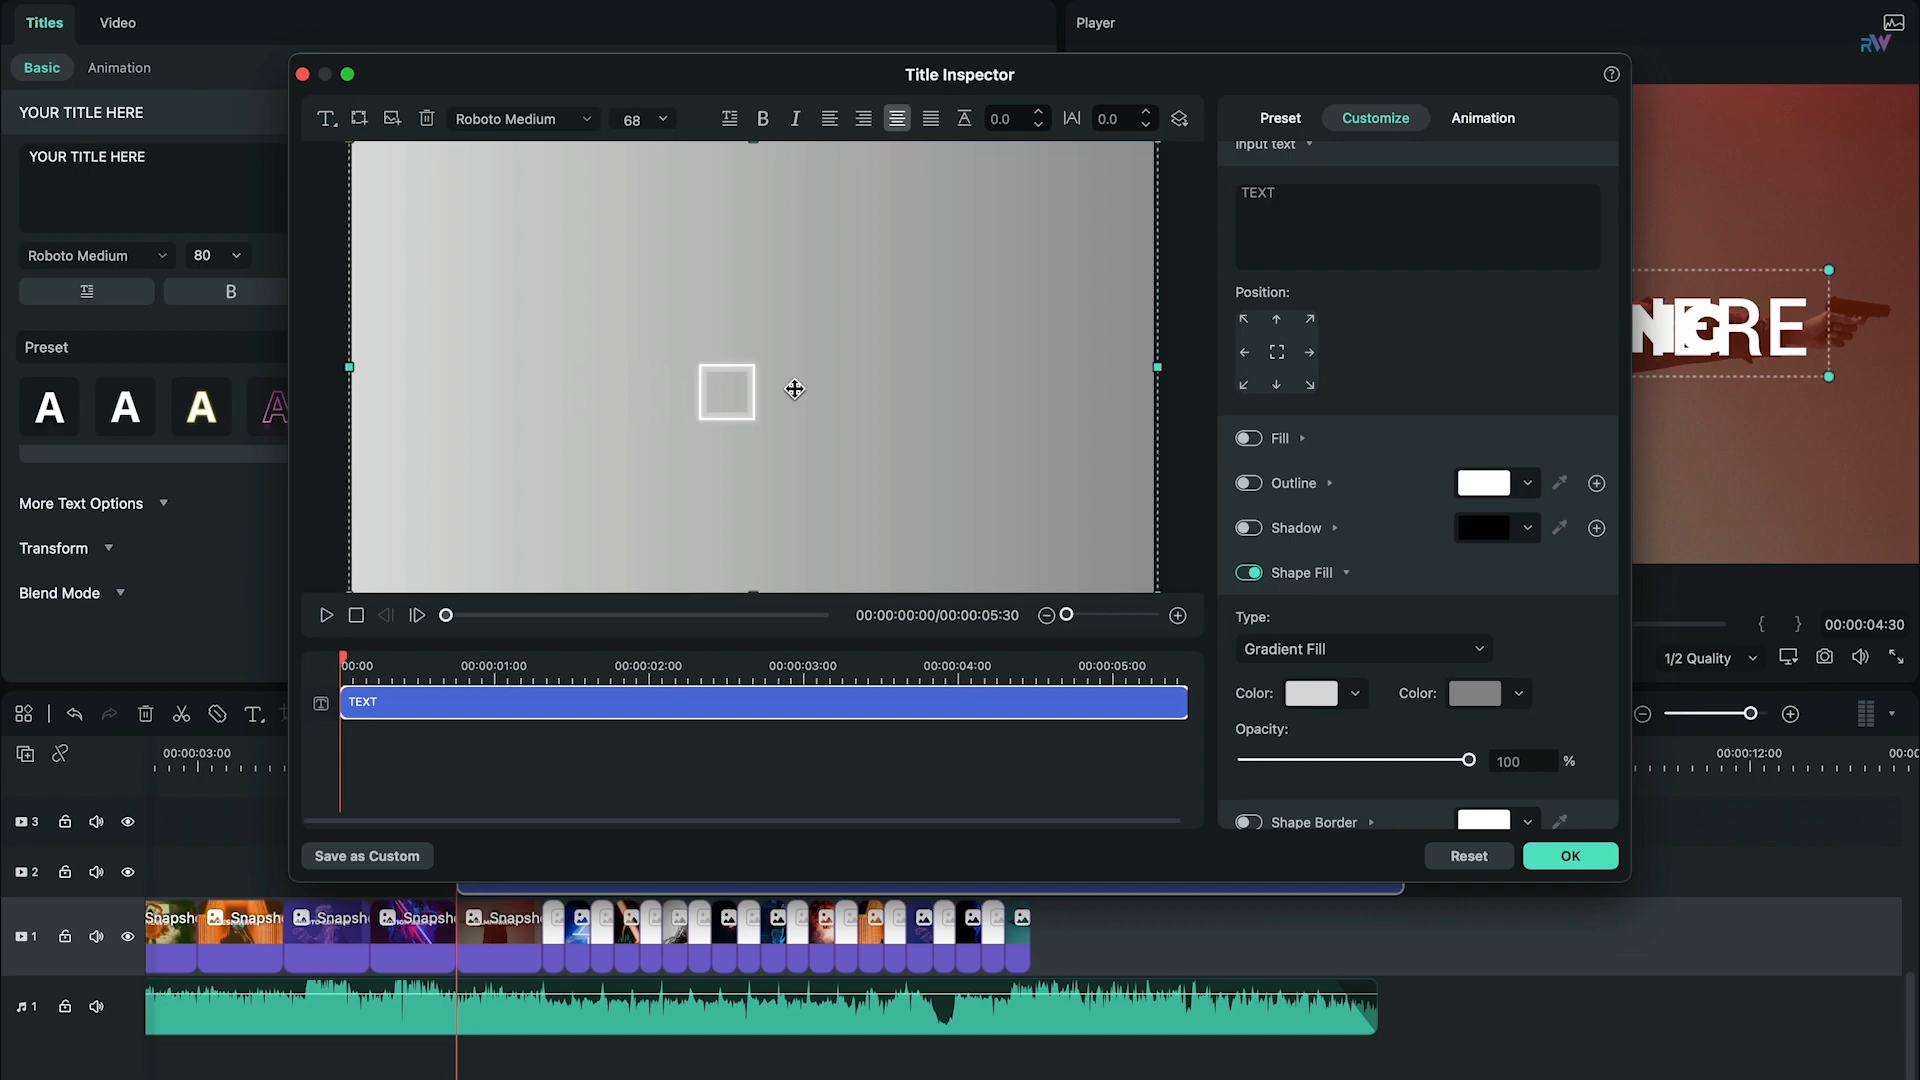 Titles
Video
Player
RW
Basic
Animation
Title Inspector
YOUR TITLE HERE
Roboto Medium
68
0.0
0.0
Preset
Customize
Animation
YOUR TITLE HERE
Input text
TEXT
Roboto Medium
80
B
Position:
Preset
A
A
A
A
Fill
Outline
More Text Options
Shadow
Transform
Shape Fill
Blend Mode
00:00:00:00/00:00:05:30
Type:
Gradient Fill
00:00
00:00:01:00
00:00:02:00
00:00:03:00
00:00:04:00
00:00:05:00
TEXT
Color:
Color:
Opacity:
100
%
Shape Border
Save as Custom
Reset
OK
ERE
00:00:04:30
1/2 Quality
00:00:03:00
00:00:12:00
00:00
3
2
1
Snapsh
Snapsh
Snapsh
Snapsh
Snapsh
1